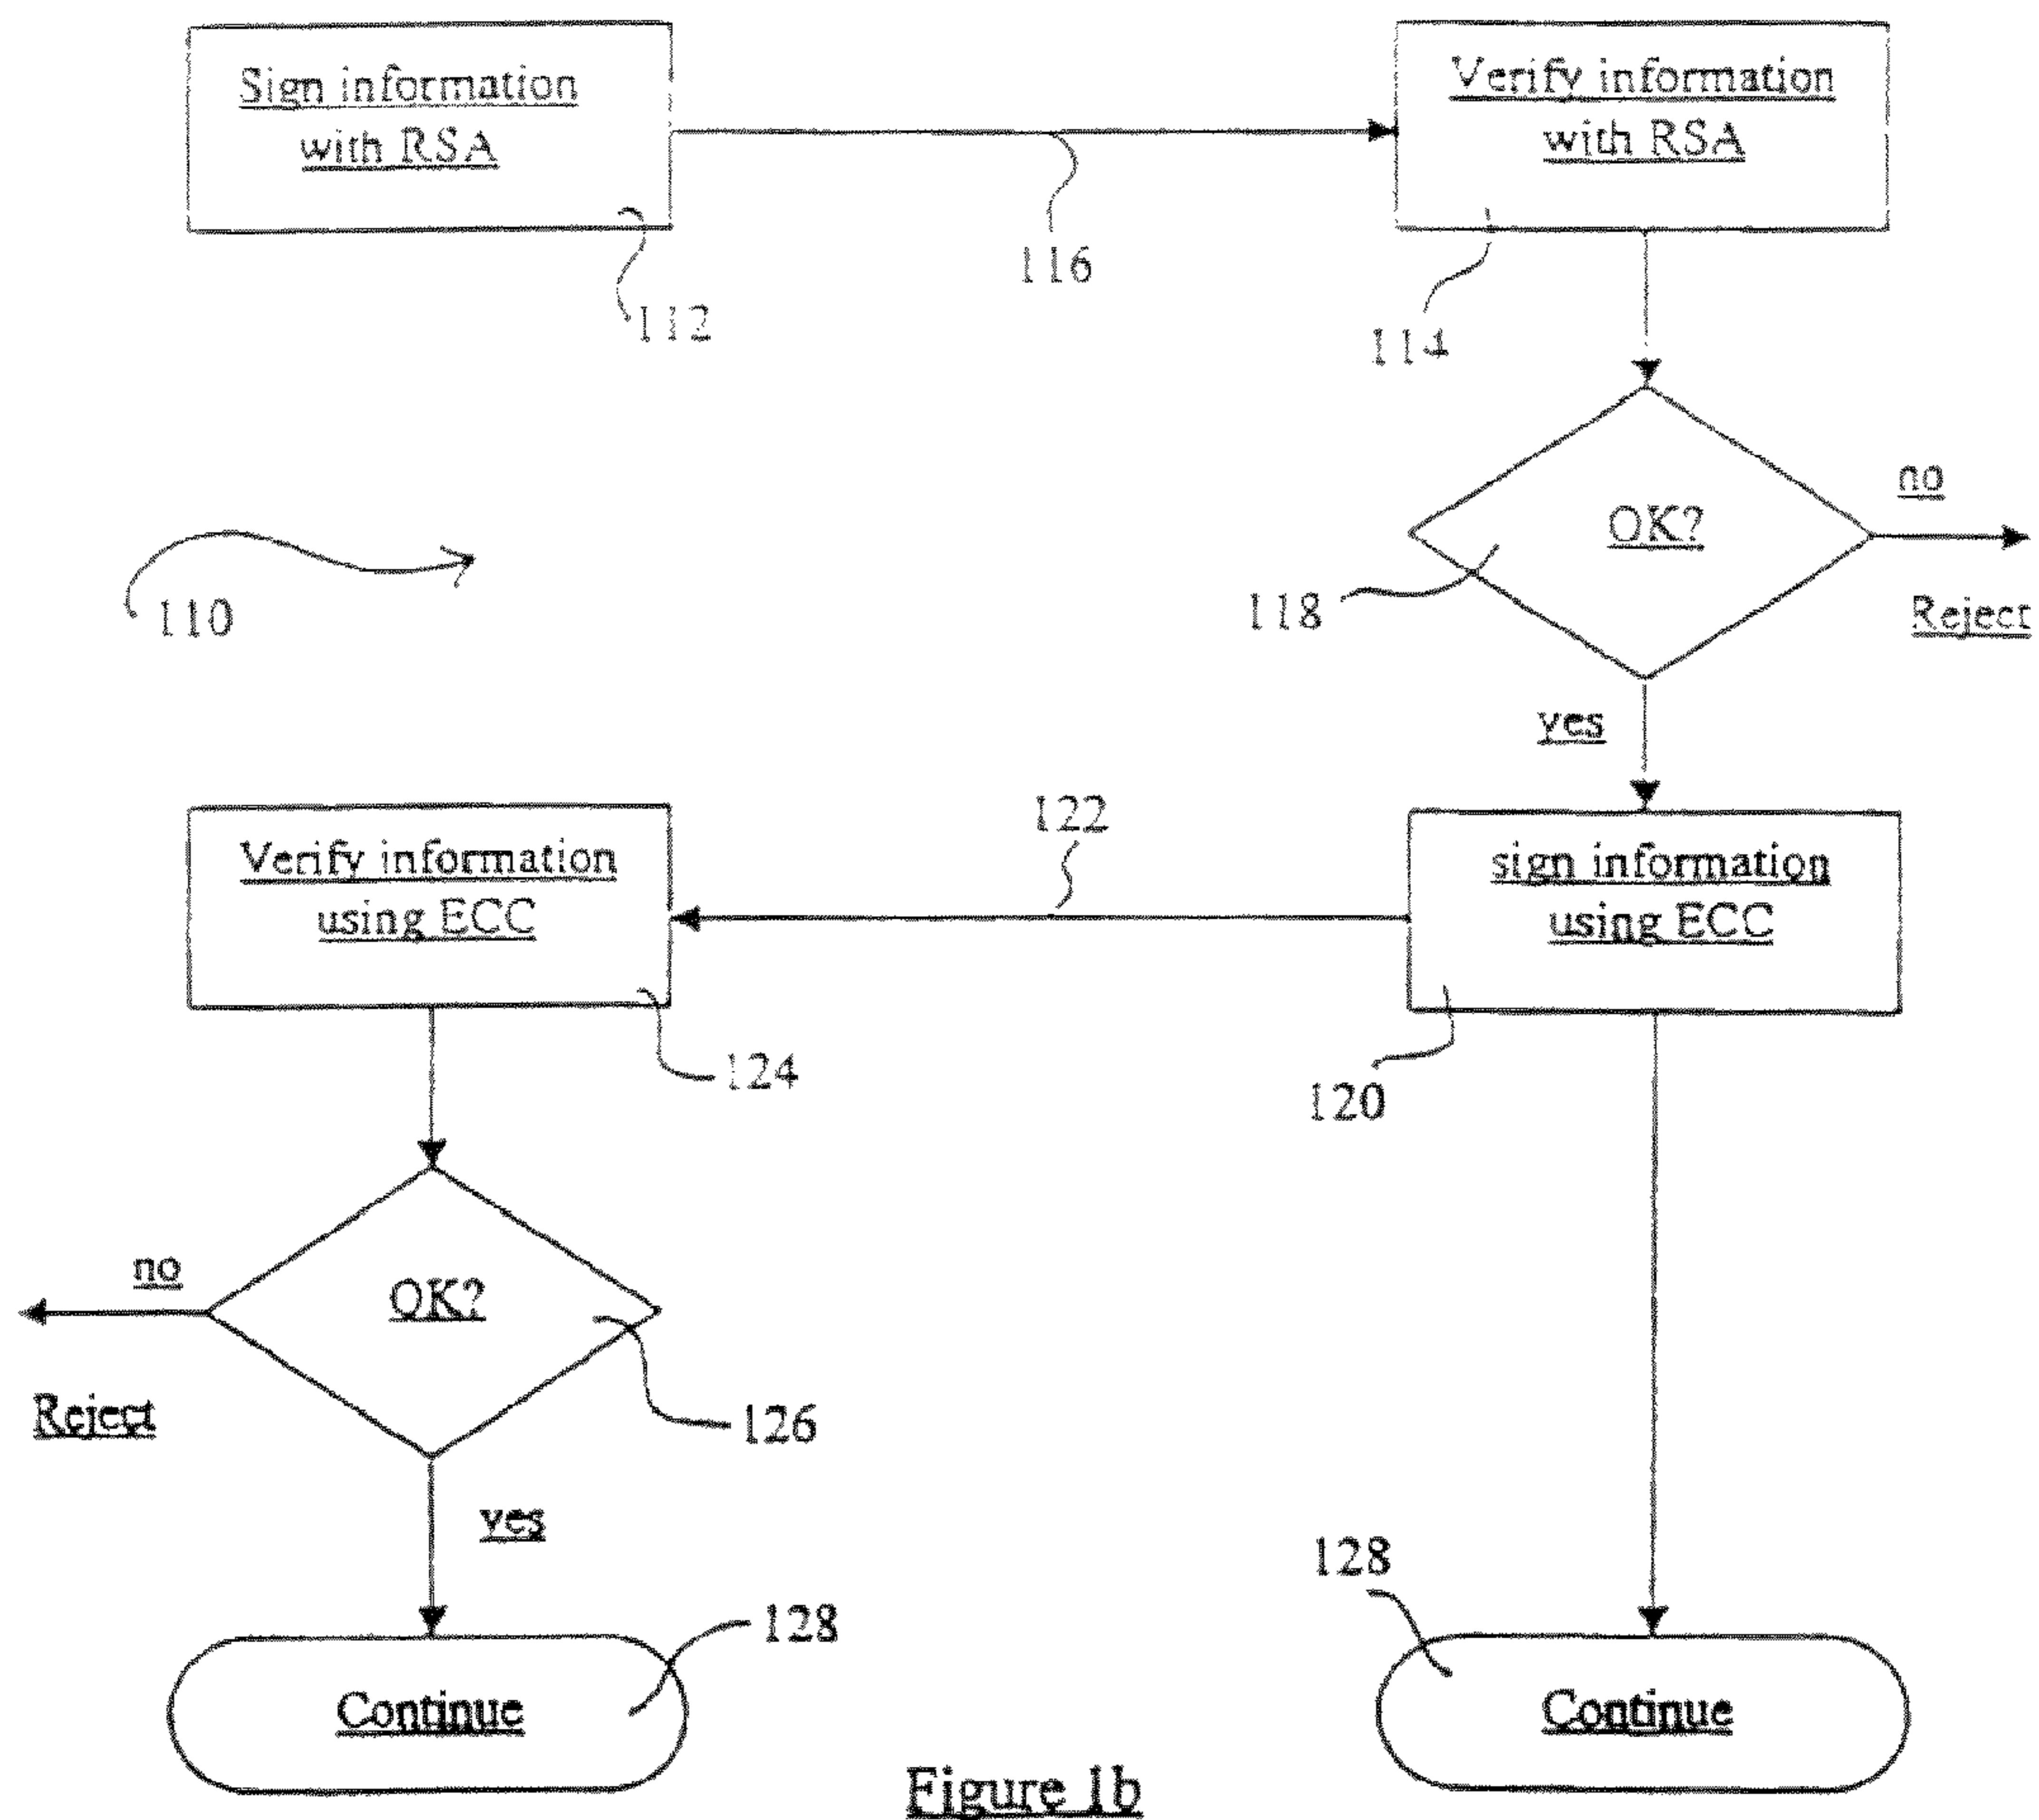 Sign information
with RSA
Verify information
with RSA
116
112
114
no
OK?
118
Reject
110
yes
122
Verify information
using ECC
sign information
using ECC
124
120
no
OK?
Reject
126
yes
128
128
Continue
Continue
Figure 1b